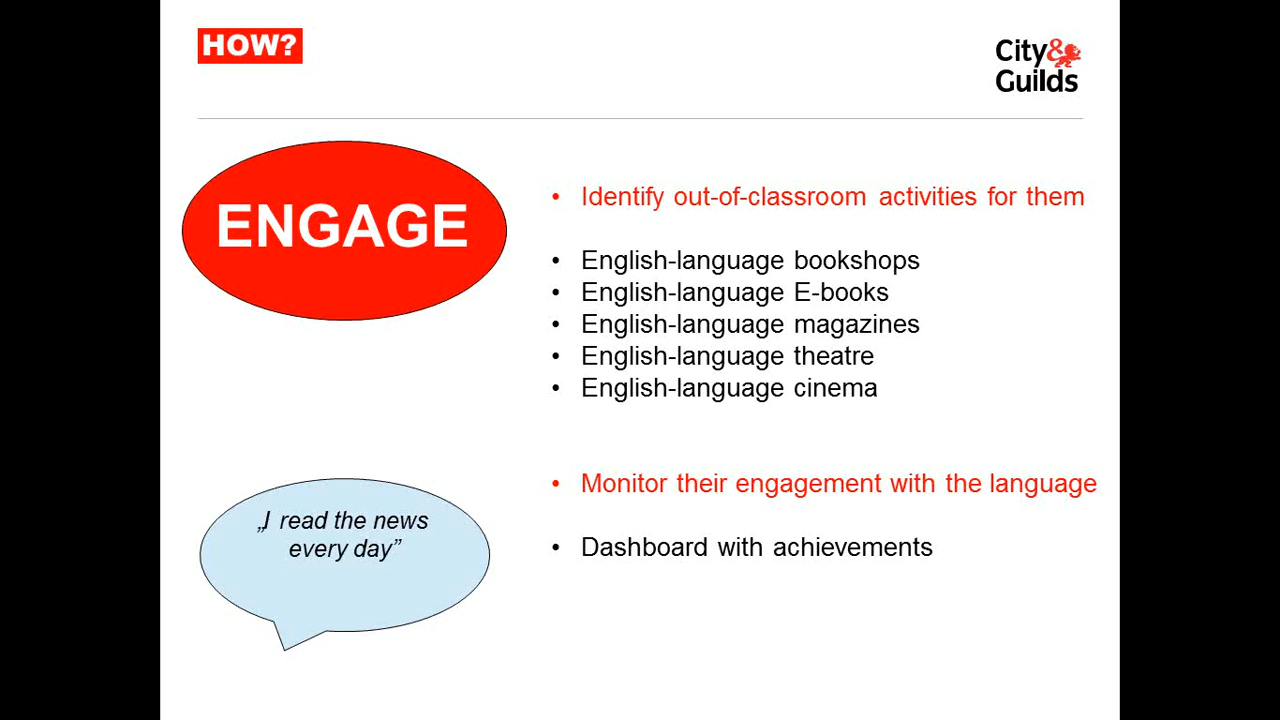 HOW?
City&
Guilds
ENGAGE
• Identify out-of-classroom activities for them
• English-language bookshops
• English-language E-books
• English-language magazines
• English-language theatre
• English-language cinema
• Monitor their engagement with the language
„I read the news
every day”
• Dashboard with achievements